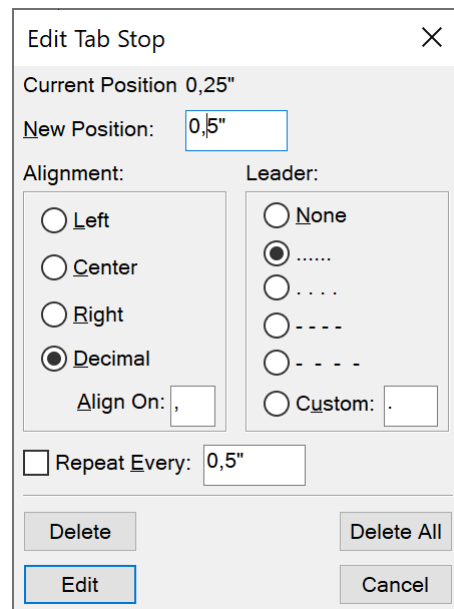 Edit Tab Stop
Current Position 0,25"
New Position: 0,5"
Alignment: Leader:
Left None
Center ......
Right . . . .
Decimal - - - -
Align On: , - - - -
Custom: .
Repeat Every: 0,5"
Delete Delete All
Edit Cancel